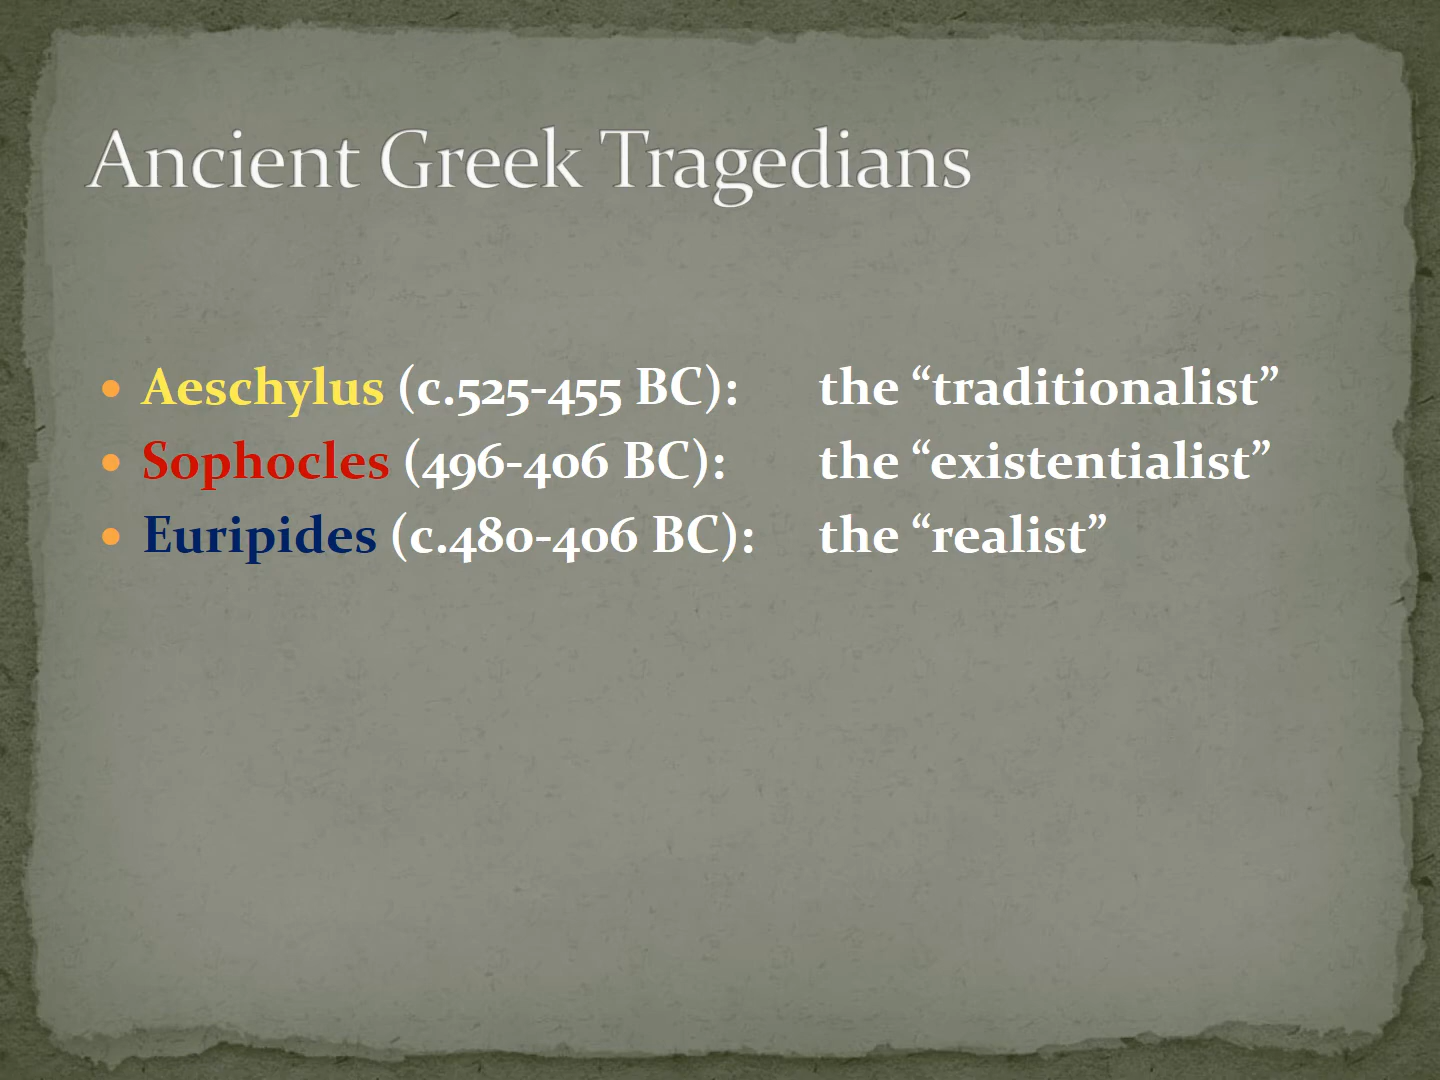 Ancient Greek Tragedians
• Aeschylus (c.525-455 BC): the “traditionalist”
• Sophocles (496-406 BC): the “existentialist”
• Euripides (c.480-406 BC): the “realist”